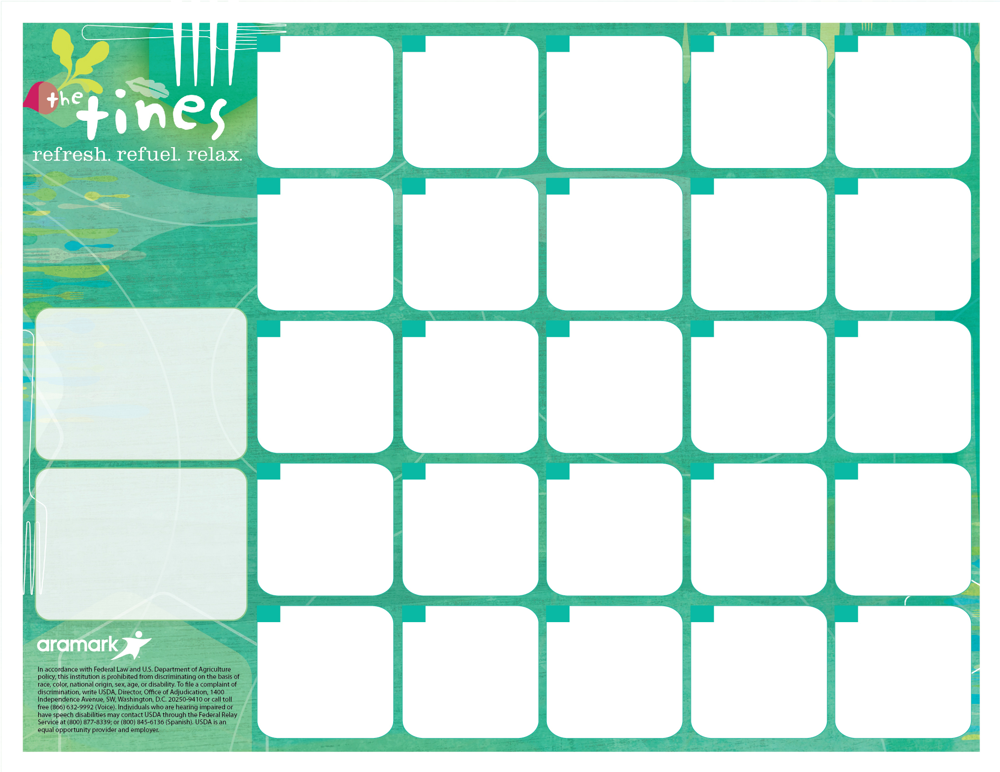 the
tines
refresh. refuel. relax.
aramark
™
In accordance with Federal Law and U.S. Department of Agriculture
policy, this institution is prohibited from discriminating on the basis of
race, color, national origin, sex, age, or disability. To file a complaint of
discrimination, write USDA, Director, Office of Adjudication, 1400
Independence Avenue, SW, Washington, D.C. 20250-9410 or call toll
free (866) 632-9992 (Voice). Individuals who are hearing impaired or
have speech disabilities may contact USDA through the Federal Relay
Service at (800) 877-8339; or (800) 845-6136 (Spanish). USDA is an
equal opportunity provider and employer.